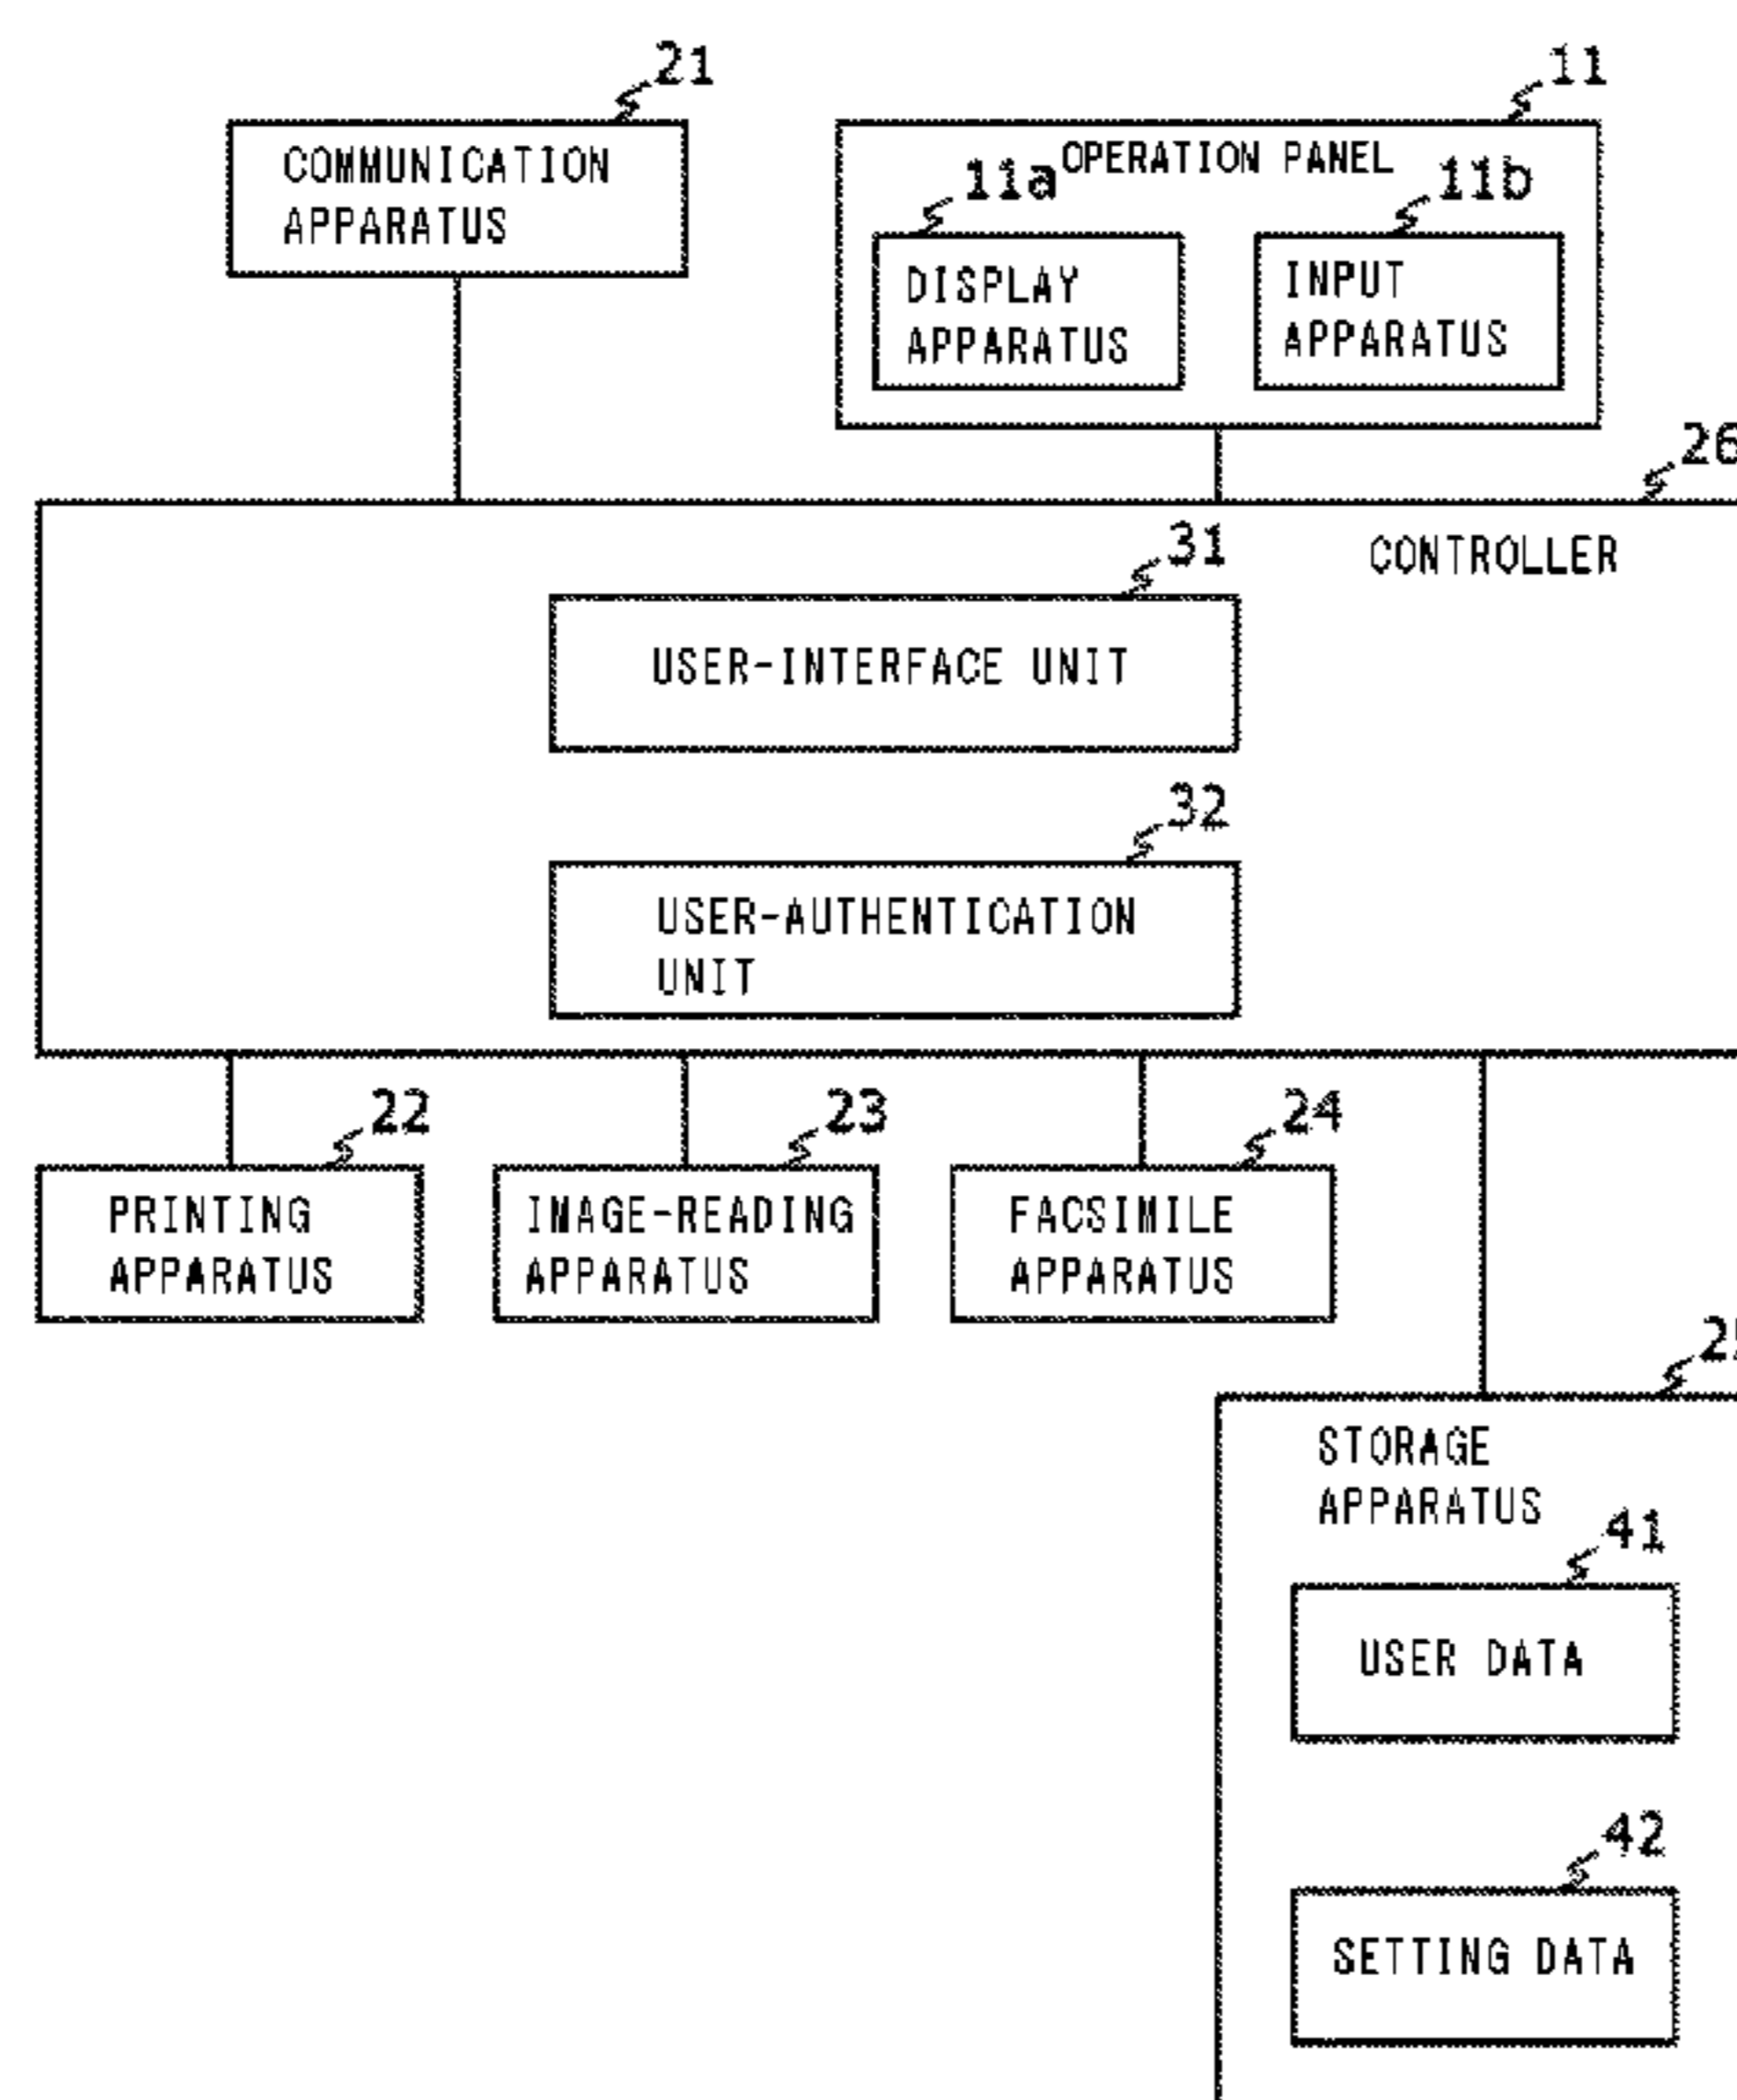 21
11
COMMUNICATION
APPARATUS
OPERATION PANEL
11a
11b
DISPLAY
APPARATUS
INPUT
APPARATUS
26
CONTROLLER
31
USER-INTERFACE UNIT
32
USER-AUTHENTICATION
UNIT
22
23
24
PRINTING
APPARATUS
IMAGE-READING
APPARATUS
FACSIMILE
APPARATUS
STORAGE
APPARATUS
41
USER DATA
42
SETTING DATA